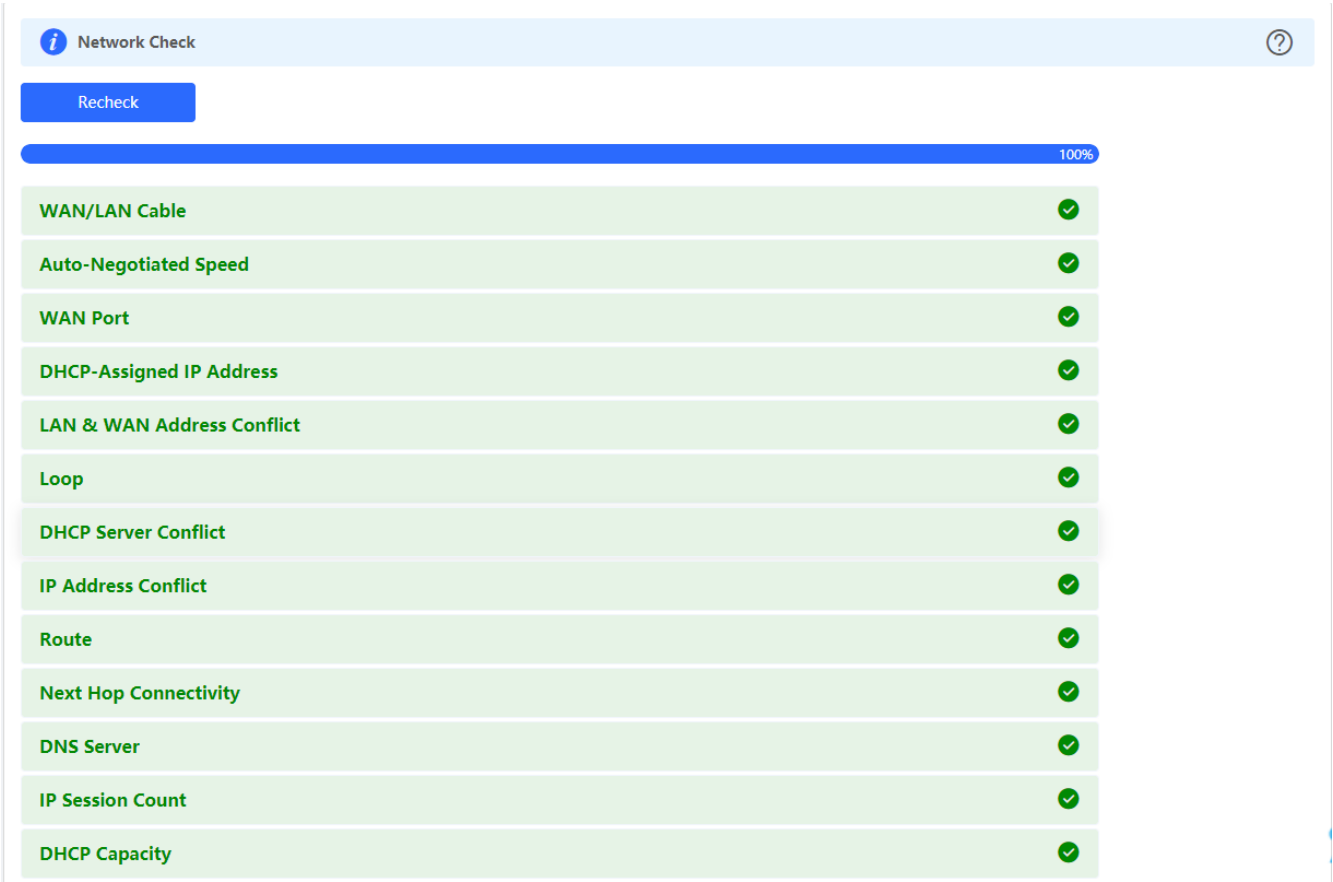 Network Check
Recheck
100%
WAN/LAN Cable
Auto-Negotiated Speed
WAN Port
DHCP-Assigned IP Address
LAN & WAN Address Conflict
Loop
DHCP Server Conflict
IP Address Conflict
Route
Next Hop Connectivity
DNS Server
IP Session Count
DHCP Capacity